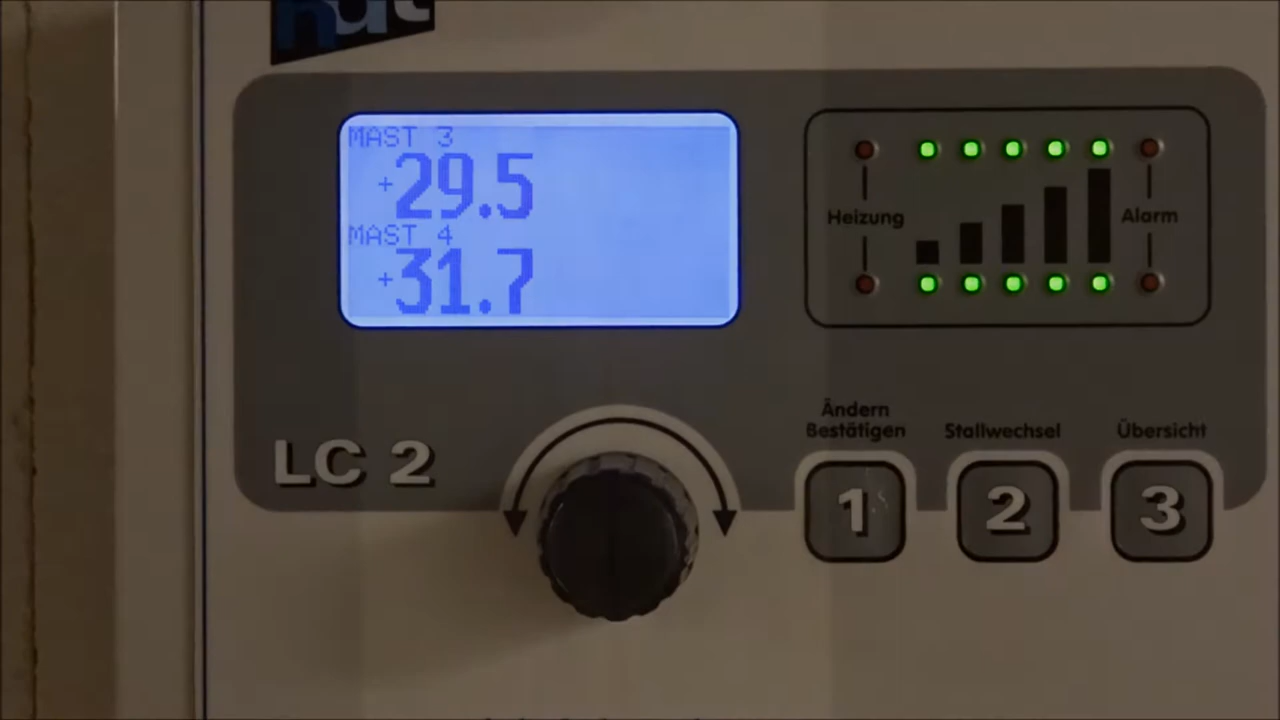 MAST 3
+29.5
MAST 4
+31.7
Heizung
Alarm
LC 2
Ändern
Bestätigen
Stallwechsel
Übersicht
1
2
3